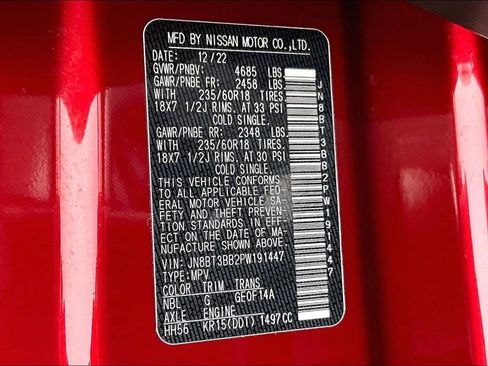 MFD BY NISSAN MOTOR CO.,LTD.
DATE: 12/22
GVWR/PNBV: 4685 LBS
GAWR/PNBE FR: 2458 LBS
WITH 235/60R18 TIRES
18X7 1/2J RIMS. AT 33 PSI
COLD SINGLE.
GAWR/PNBE RR: 2348 LBS.
WITH 235/60R18 TIRES.
18X7 1/2J RIMS. AT 30 PSI
COLD SINGLE.
THIS VEHICLE CONFORMS
TO ALL APPLICABLE FED-
ERAL MOTOR VEHICLE SA-
FETY AND THEFT PREVEN-
TION STANDARDS IN EFF-
ECT ON THE DATE OF MA-
NUFACTURE SHOWN ABOVE.
VIN: JN8BT3BB2PW191447
TYPE:MPV
COLOR TRIM TRANS
NBL G GE0F14A
AXLE ENGINE
HH56 KR15(DDT) 1497CC
JN8BT3BB2PW191447